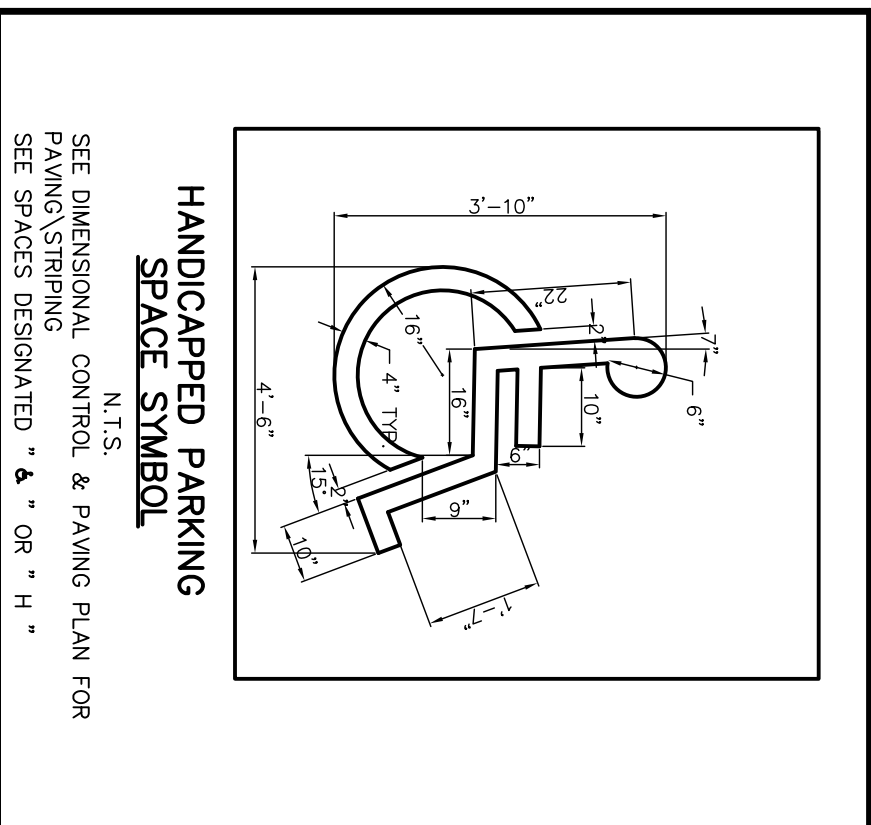 3'-10"
22"
2"
7"
6"
10"
16"
4" TYP.
16"
6"
9"
15°
2"
10"
4'-6"
1'-7"
HANDICAPPED PARKING
SPACE SYMBOL
N.T.S.
SEE DIMENSIONAL CONTROL & PAVING PLAN FOR
PAVING\STRIPING
SEE SPACES DESIGNATED " & " OR " H "